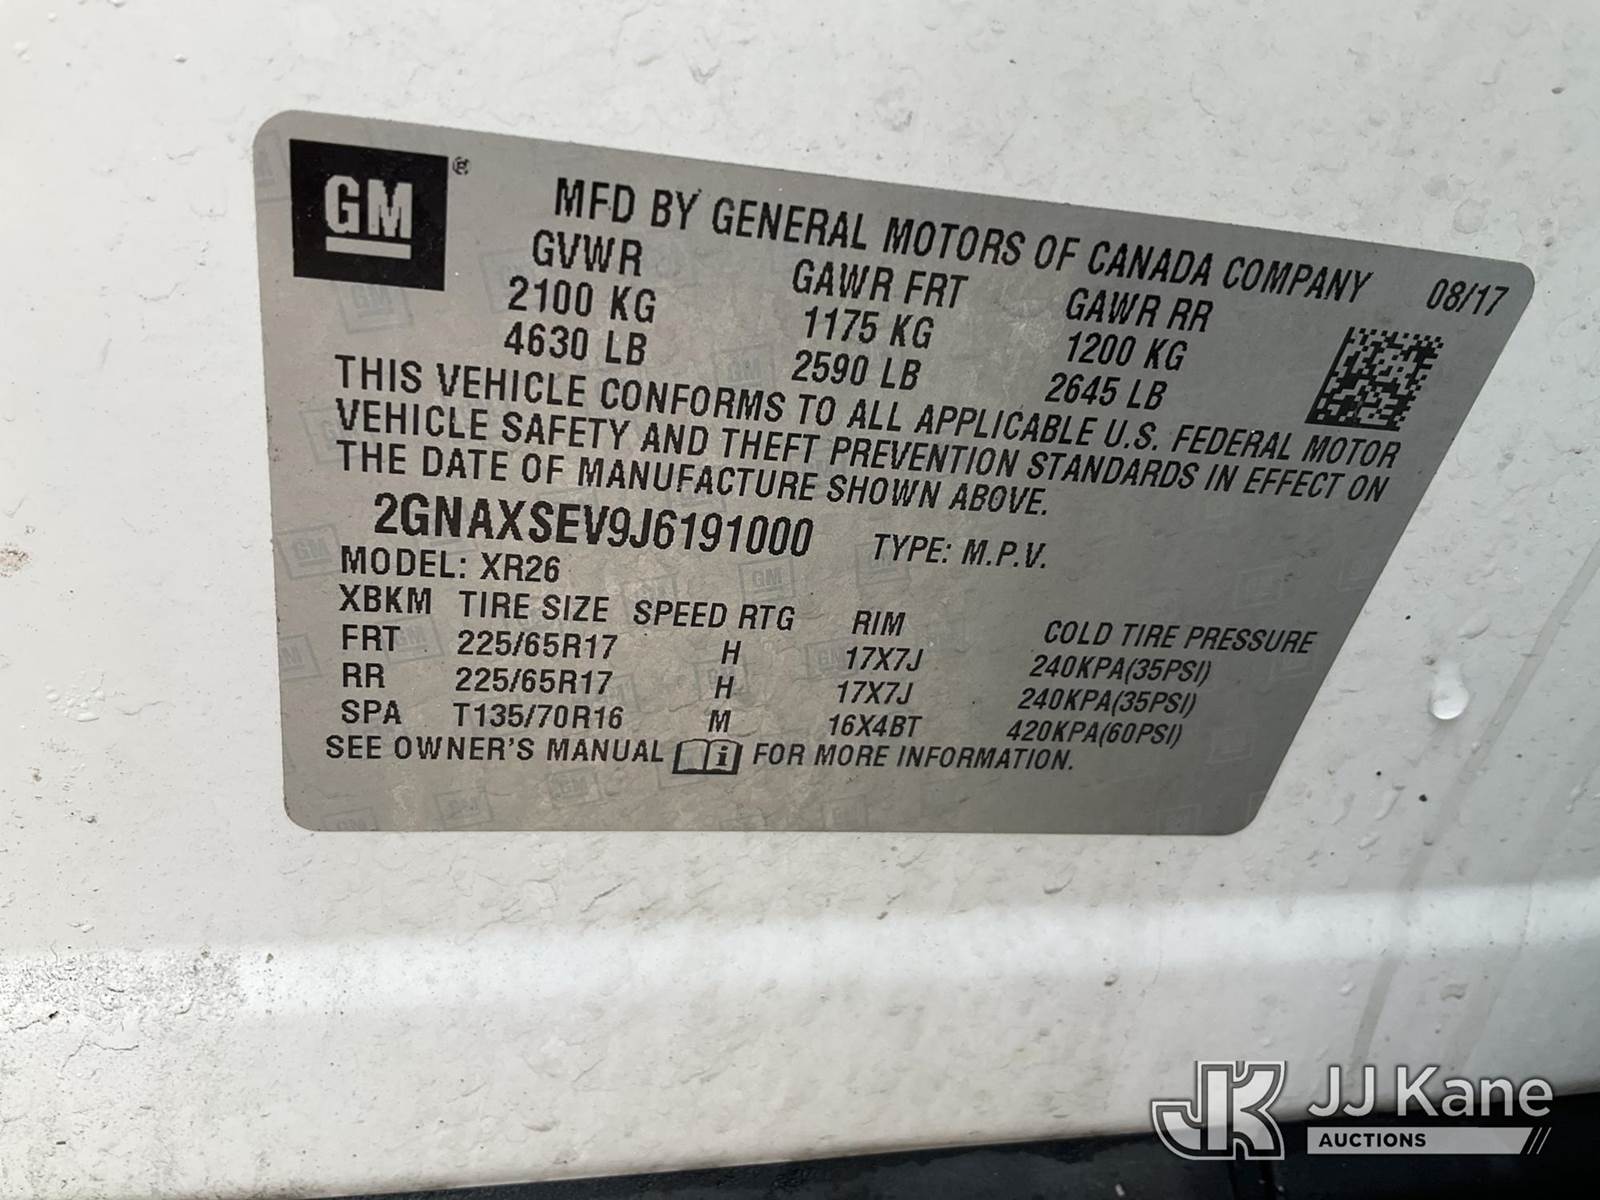 GM ®
MFD BY GENERAL MOTORS OF CANADA COMPANY 08/17
GVWR GAWR FRT GAWR RR
2100 KG 1175 KG 1200 KG
4630 LB 2590 LB 2645 LB
THIS VEHICLE CONFORMS TO ALL APPLICABLE U.S. FEDERAL MOTOR
VEHICLE SAFETY AND THEFT PREVENTION STANDARDS IN EFFECT ON
THE DATE OF MANUFACTURE SHOWN ABOVE.
2GNAXSEV9J6191000 TYPE: M.P.V.
MODEL: XR26
XBKM TIRE SIZE SPEED RTG RIM COLD TIRE PRESSURE
FRT 225/65R17 H 17X7J 240KPA(35PSI)
RR 225/65R17 H 17X7J 240KPA(35PSI)
SPA T135/70R16 M 16X4BT 420KPA(60PSI)
SEE OWNER'S MANUAL i FOR MORE INFORMATION.
JK JJ Kane
AUCTIONS